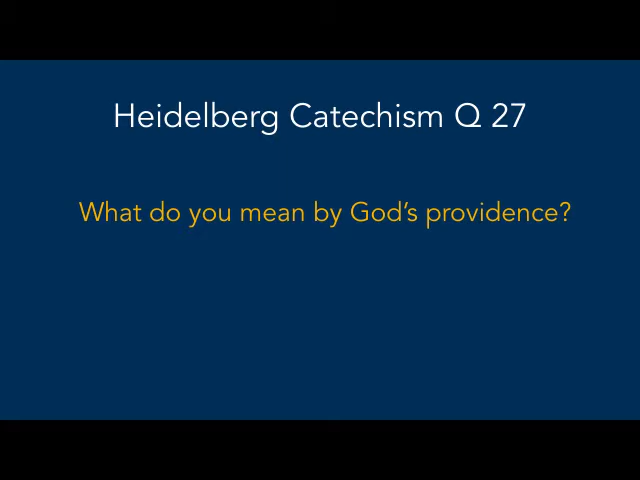 Heidelberg Catechism Q 27
What do you mean by God’s providence?